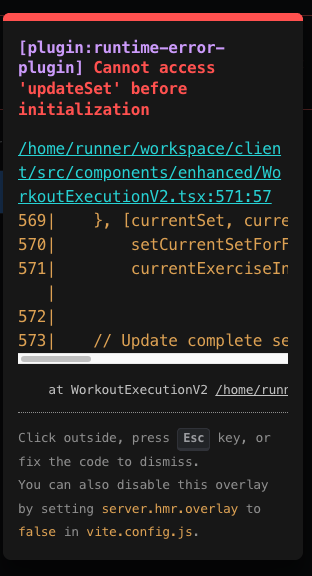 [plugin:runtime-error-
plugin] Cannot access
'updateSet' before
initialization
/home/runner/workspace/clien
t/src/components/enhanced/Wo
rkoutExecutionV2.tsx:571:57
569|    }, [currentSet, curre
570|        setCurrentSetForF
571|        currentExerciseIn
|
572|
573|    // Update complete se
at WorkoutExecutionV2 /home/runn
Click outside, press Esc key, or
fix the code to dismiss.
You can also disable this overlay
by setting server.hmr.overlay to
false in vite.config.js.